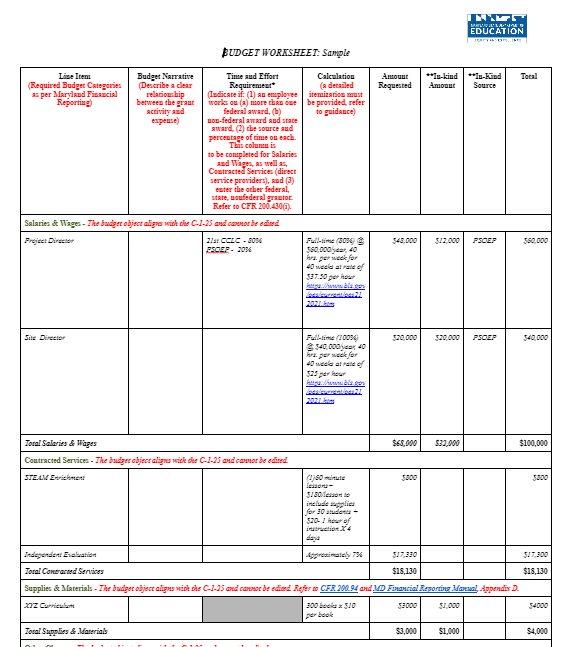 EDUCATION
BUDGET WORKSHEET: Sample
Line Item
(Required Budget Categories
as per Maryland Financial
Reporting)
Budget Narrative
(Describe a clear
relationship
between the grant
activity and
expense)
Time and Effort
Requirement*
(Indicate if: (1) an employee
works on (a) more than one
federal award, (b)
non-federal award and state
award, (2) the source and
percentage of time on each.
This column is
to be completed for Salaries
and Wages, as well as,
Contracted Services (direct
service providers), and (3)
enter the other federal,
state, nonfederal grantor.
Refer to CFR 200.430(i).
Calculation
(a detailed
itemization must
be provided, refer
to guidance)
Amount
Requested
**In-kind
Amount
**In-Kind
Source
Total
Salaries & Wages - The budget object aligns with the C-1-25 and cannot be edited.
Project Director
21st CCLC - 80%
PSOEP - 20%
Full-time (80%) @
$60,000/year, 40
hrs. per week for
40 weeks at rate of
$37.50 per hour
https://www.bls.gov
/oes/current/oes21
2021.htm
$48,000
$12,000
PSOEP
$60,000
Site Director
Full-time (100%)
@ $40,000/year, 40
hrs. per week for
40 weeks at rate of
$25 per hour
https://www.bls.gov
/oes/current/oes21
2021.htm
$20,000
$20,000
PSOEP
$40,000
Total Salaries & Wages
$68,000
$32,000
$100,000
Contracted Services - The budget object aligns with the C-1-25 and cannot be edited.
STEAM Enrichment
(1)60 minute
lessons –
$180/lesson to
include supplies
for 30 students +
$20- 1 hour of
instruction X 4
days
$800
$800
Independent Evaluation
Approximately 7%
$17,330
$17,300
Total Contracted Services
$18,130
$18,130
Supplies & Materials - The budget object aligns with the C-1-25 and cannot be edited. Refer to CFR 200.94 and MD Financial Reporting Manual, Appendix D.
XYZ Curriculum
300 books x $10
per book
$3000
$1,000
$4000
Total Supplies & Materials
$3,000
$1,000
$4,000